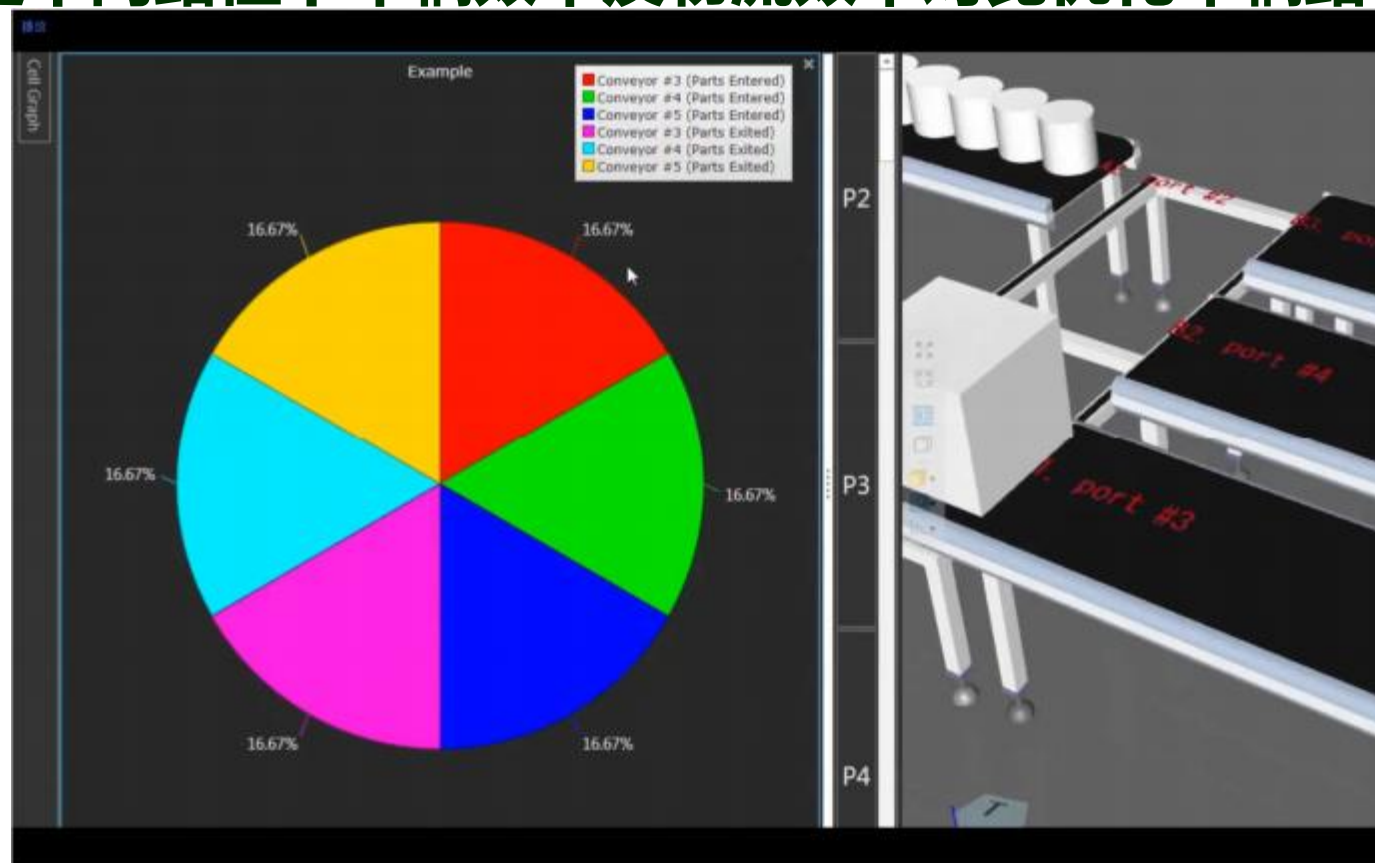 播放
Cell Graph
Example
Conveyor #3 (Parts Entered)
Conveyor #4 (Parts Entered)
Conveyor #5 (Parts Entered)
Conveyor #3 (Parts Exited)
Conveyor #4 (Parts Exited)
Conveyor #5 (Parts Exited)
16.67%
16.67%
16.67%
16.67%
16.67%
16.67%
P2
P3
P4
port #2
port #4
port #3